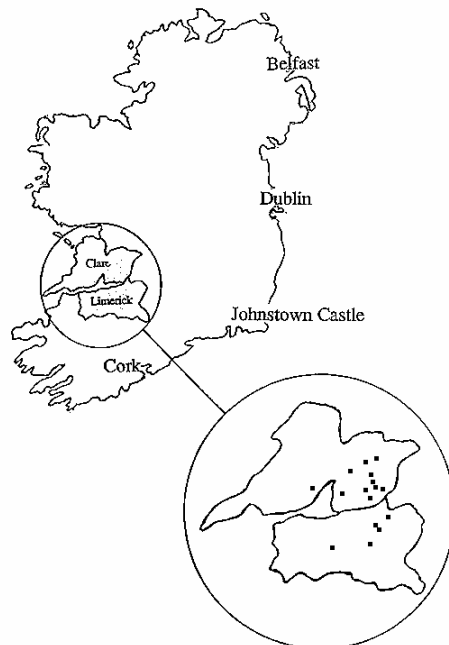 Belfast
Dublin
Clare
Limerick
Johnstown Castle
Cork